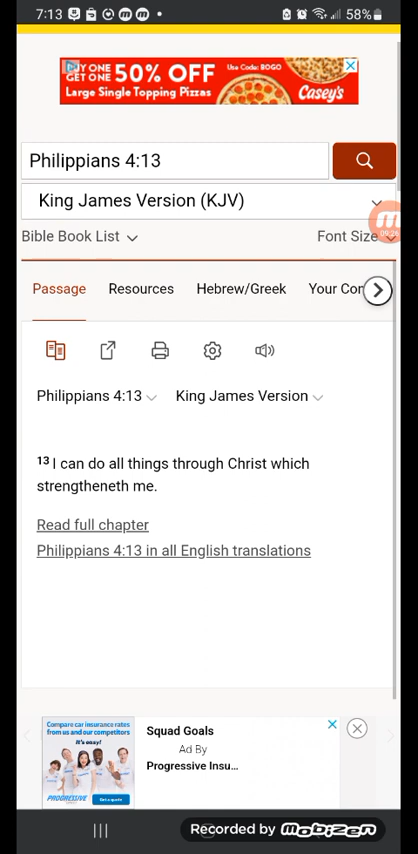 7:13
58%
BUY ONE
GET ONE 50% OFF Use Code: BOGO
Large Single Topping Pizzas Casey's
Philippians 4:13
King James Version (KJV)
09:26
Bible Book List Font Size
Passage Resources Hebrew/Greek Your Con
Philippians 4:13 King James Version
13 I can do all things through Christ which
strengtheneth me.
Read full chapter
Philippians 4:13 in all English translations
Compare car insurance rates
from us and our competitors
It's easy!
PROGRESSIVE
Get a quote
Squad Goals
Ad By
Progressive Insu...
Recorded by mobizen